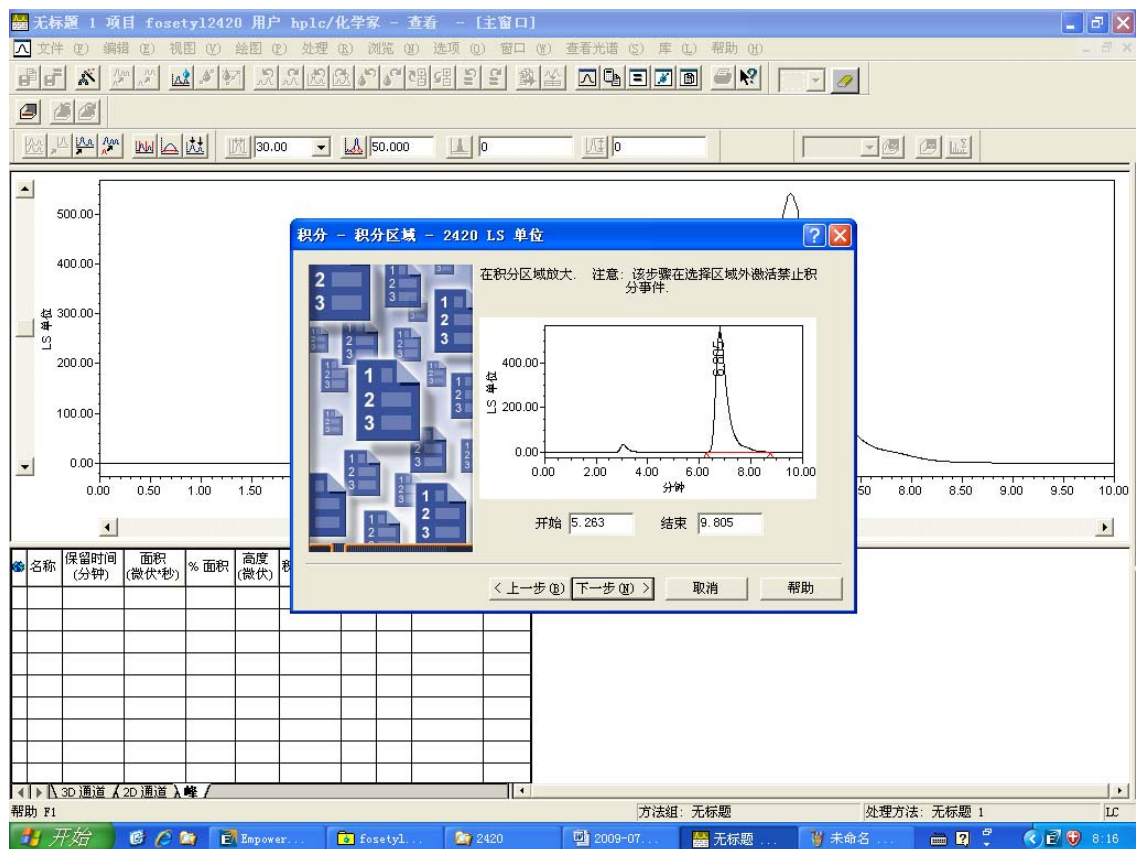 无标题 1 项目 fosetyl2420 用户 hplc/化学家 - 查看 - [主窗口]
文件 (F) 编辑 (E) 视图 (V) 绘图 (P) 处理 (R) 浏览 (N) 选项 (O) 窗口 (W) 查看光谱 (S) 库 (L) 帮助 (H)
30.00 50.000 0 0
LS 单位
500.00
400.00
300.00
200.00
100.00
0.00
0.00 0.50 1.00 1.50 50 8.00 8.50 9.00 9.50 10.00
积分 - 积分区域 - 2420 LS 单位
在积分区域放大. 注意: 该步骤在选择区域外激活禁止积
分事件.
LS 单位
400.00
200.00
0.00
0.00 2.00 4.00 6.00 8.00 10.00
分钟
开始 5.263 结束 9.805
< 上一步 (B) 下一步 (N) > 取消 帮助
名称 保留时间 (分钟) 面积 (微伏*秒) % 面积 高度 (微伏)
3D 通道 2D 通道 峰
帮助 F1 方法组: 无标题 处理方法: 无标题 1 LC
开始 Empower... fosetyl... 2420 2009-07... 无标题 ... 未命名 ... 8:16